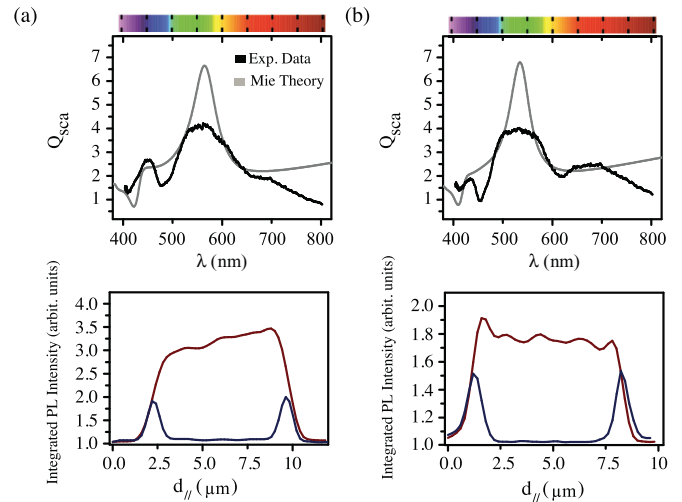 (a)
(b)
7
6
5
4
3
2
1
Q_sca
Exp. Data
Mie Theory
400 500 600 700 800
λ (nm)
7
6
5
4
3
2
1
Q_sca
400 500 600 700 800
λ (nm)
4.0
3.5
3.0
2.5
2.0
1.5
1.0
Integrated PL Intensity (arbit. units)
0.0 2.5 5.0 7.5 10
d_// (μm)
2.0
1.8
1.6
1.4
1.2
1.0
Integrated PL Intensity (arbit. units)
0.0 2.5 5.0 7.5 10
d_// (μm)